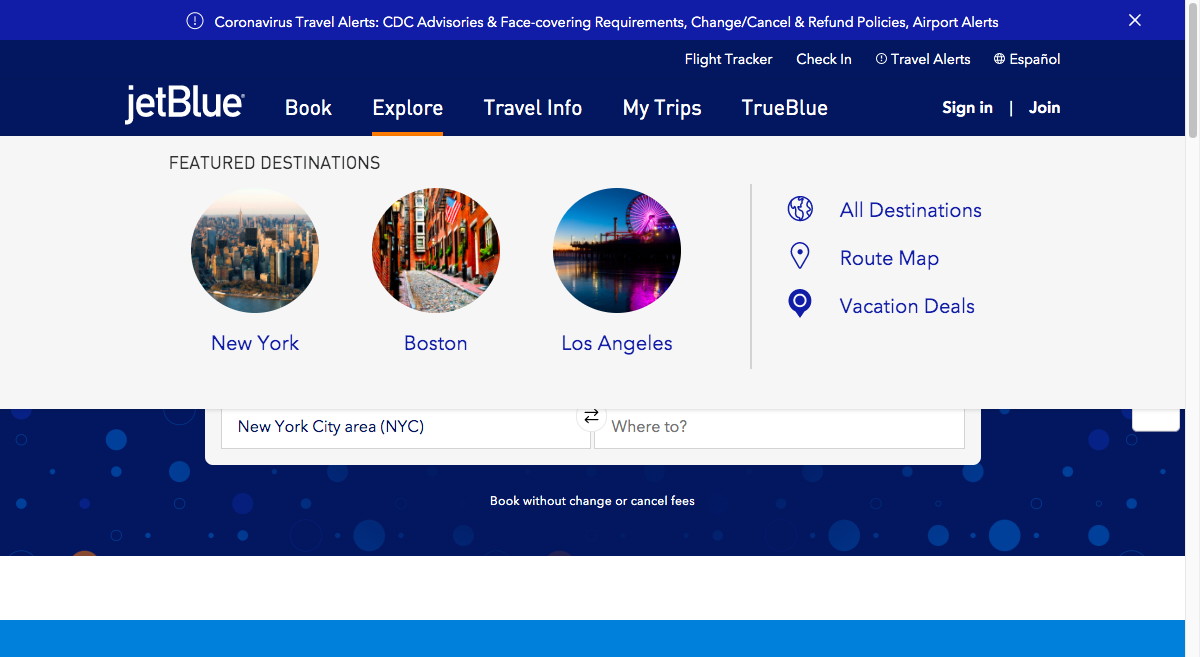 Coronavirus Travel Alerts: CDC Advisories & Face-covering Requirements, Change/Cancel & Refund Policies, Airport Alerts
Flight Tracker Check In Travel Alerts Español
jetBlue Book Explore Travel Info My Trips TrueBlue Sign in | Join
FEATURED DESTINATIONS
New York Boston Los Angeles
All Destinations
Route Map
Vacation Deals
New York City area (NYC) Where to?
Book without change or cancel fees